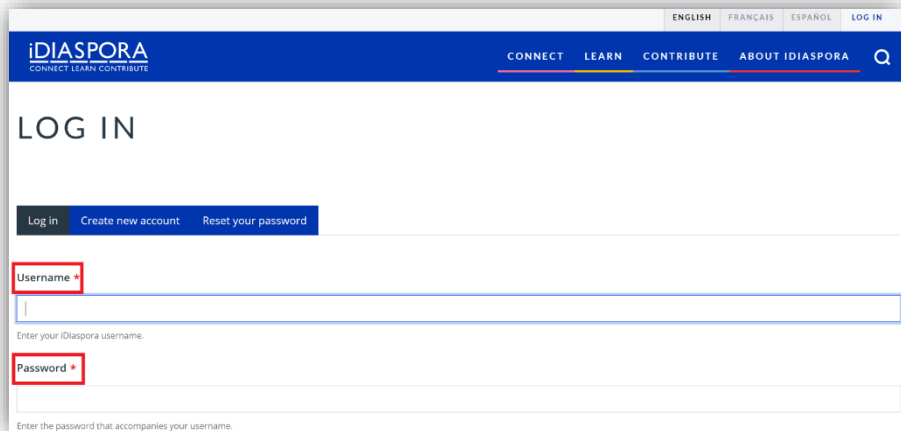 ENGLISH FRANÇAIS ESPAÑOL LOG IN
iDIASPORA
CONNECT LEARN CONTRIBUTE
CONNECT LEARN CONTRIBUTE ABOUT IDIASPORA
LOG IN
Log in Create new account Reset your password
Username *
Enter your iDiaspora username.
Password *
Enter the password that accompanies your username.